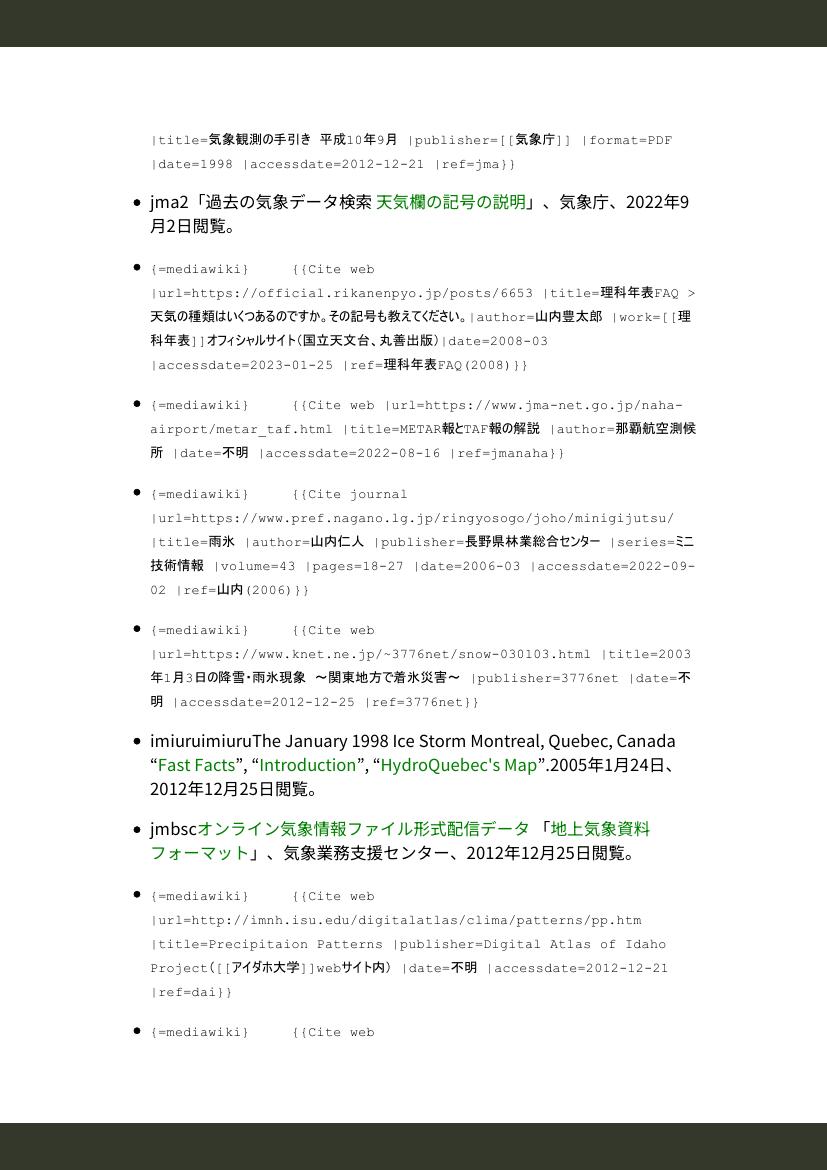 |title=気象観測の手引き 平成10年9月 |publisher=[[気象庁]] |format=PDF
|date=1998 |accessdate=2012-12-21 |ref=jma}}
• jma2「過去の気象データ検索 天気欄の記号の説明」、気象庁、2022年9
月2日閲覧。
• {=mediawiki} {{Cite web
|url=https://official.rikanenpyo.jp/posts/6653 |title=理科年表FAQ >
天気の種類はいくつあるのですか。その記号も教えてください。|author=山内豊太郎 |work=[[理
科年表]]オフィシャルサイト（国立天文台、丸善出版）|date=2008-03
|accessdate=2023-01-25 |ref=理科年表FAQ(2008)}}
• {=mediawiki} {{Cite web |url=https://www.jma-net.go.jp/naha-
airport/metar_taf.html |title=METAR報とTAF報の解説 |author=那覇航空測候
所 |date=不明 |accessdate=2022-08-16 |ref=jmanaha}}
• {=mediawiki} {{Cite journal
|url=https://www.pref.nagano.lg.jp/ringyosogo/joho/minigijutsu/
|title=雨氷 |author=山内仁人 |publisher=長野県林業総合センター |series=ミニ
技術情報 |volume=43 |pages=18-27 |date=2006-03 |accessdate=2022-09-
02 |ref=山内(2006)}}
• {=mediawiki} {{Cite web
|url=https://www.knet.ne.jp/~3776net/snow-030103.html |title=2003
年1月3日の降雪・雨氷現象 ～関東地方で着氷災害～ |publisher=3776net |date=不
明 |accessdate=2012-12-25 |ref=3776net}}
• imiuruimiuruThe January 1998 Ice Storm Montreal, Quebec, Canada
“Fast Facts”, “Introduction”, “HydroQuebec's Map”.2005年1月24日、
2012年12月25日閲覧。
• jmbscオンライン気象情報ファイル形式配信データ 「地上気象資料
フォーマット」、気象業務支援センター、2012年12月25日閲覧。
• {=mediawiki} {{Cite web
|url=http://imnh.isu.edu/digitalatlas/clima/patterns/pp.htm
|title=Precipitaion Patterns |publisher=Digital Atlas of Idaho
Project（[[アイダホ大学]]webサイト内） |date=不明 |accessdate=2012-12-21
|ref=dai}}
• {=mediawiki} {{Cite web